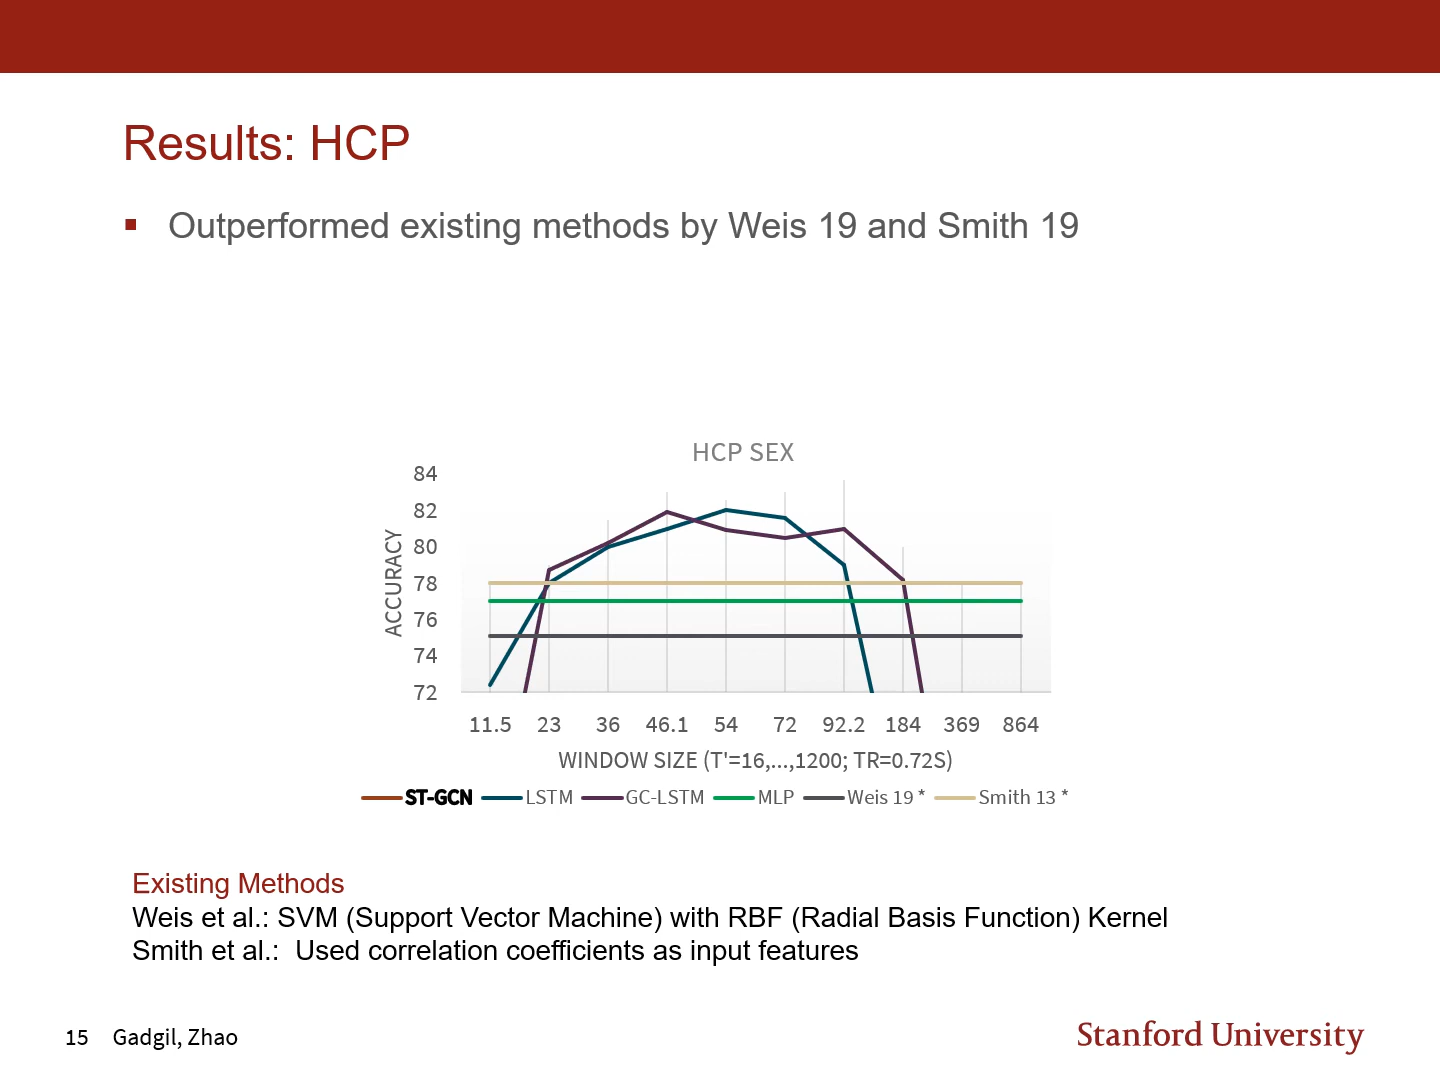 Results: HCP
▪ Outperformed existing methods by Weis 19 and Smith 19
HCP SEX
84
82
80
78
76
74
72
ACCURACY
11.5 23 36 46.1 54 72 92.2 184 369 864
WINDOW SIZE (T'=16,...,1200; TR=0.72S)
ST-GCN LSTM GC-LSTM MLP Weis 19 * Smith 13 *
Existing Methods
Weis et al.: SVM (Support Vector Machine) with RBF (Radial Basis Function) Kernel
Smith et al.: Used correlation coefficients as input features
15 Gadgil, Zhao
Stanford University